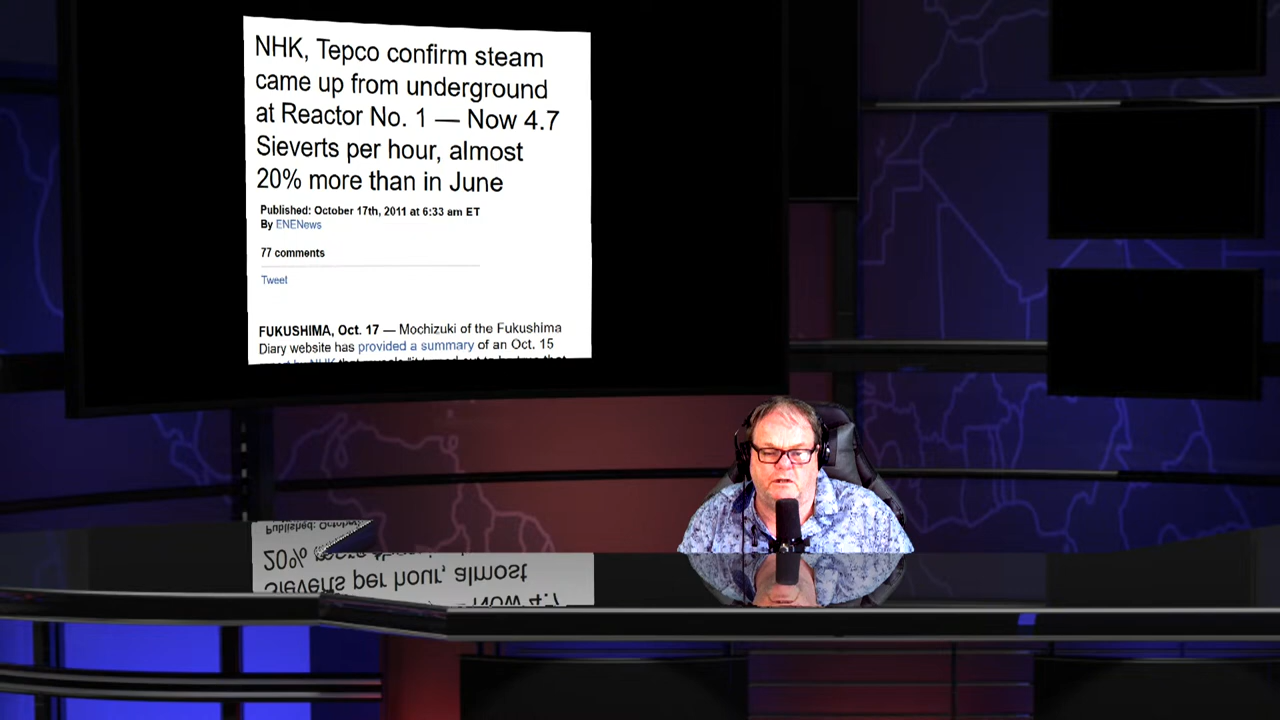 NHK, Tepco confirm steam
came up from underground
at Reactor No. 1 — Now 4.7
Sieverts per hour, almost
20% more than in June
Published: October 17th, 2011 at 6:33 am ET
By ENENews
77 comments
Tweet
FUKUSHIMA, Oct. 17 — Mochizuki of the Fukushima
Diary website has provided a summary of an Oct. 15